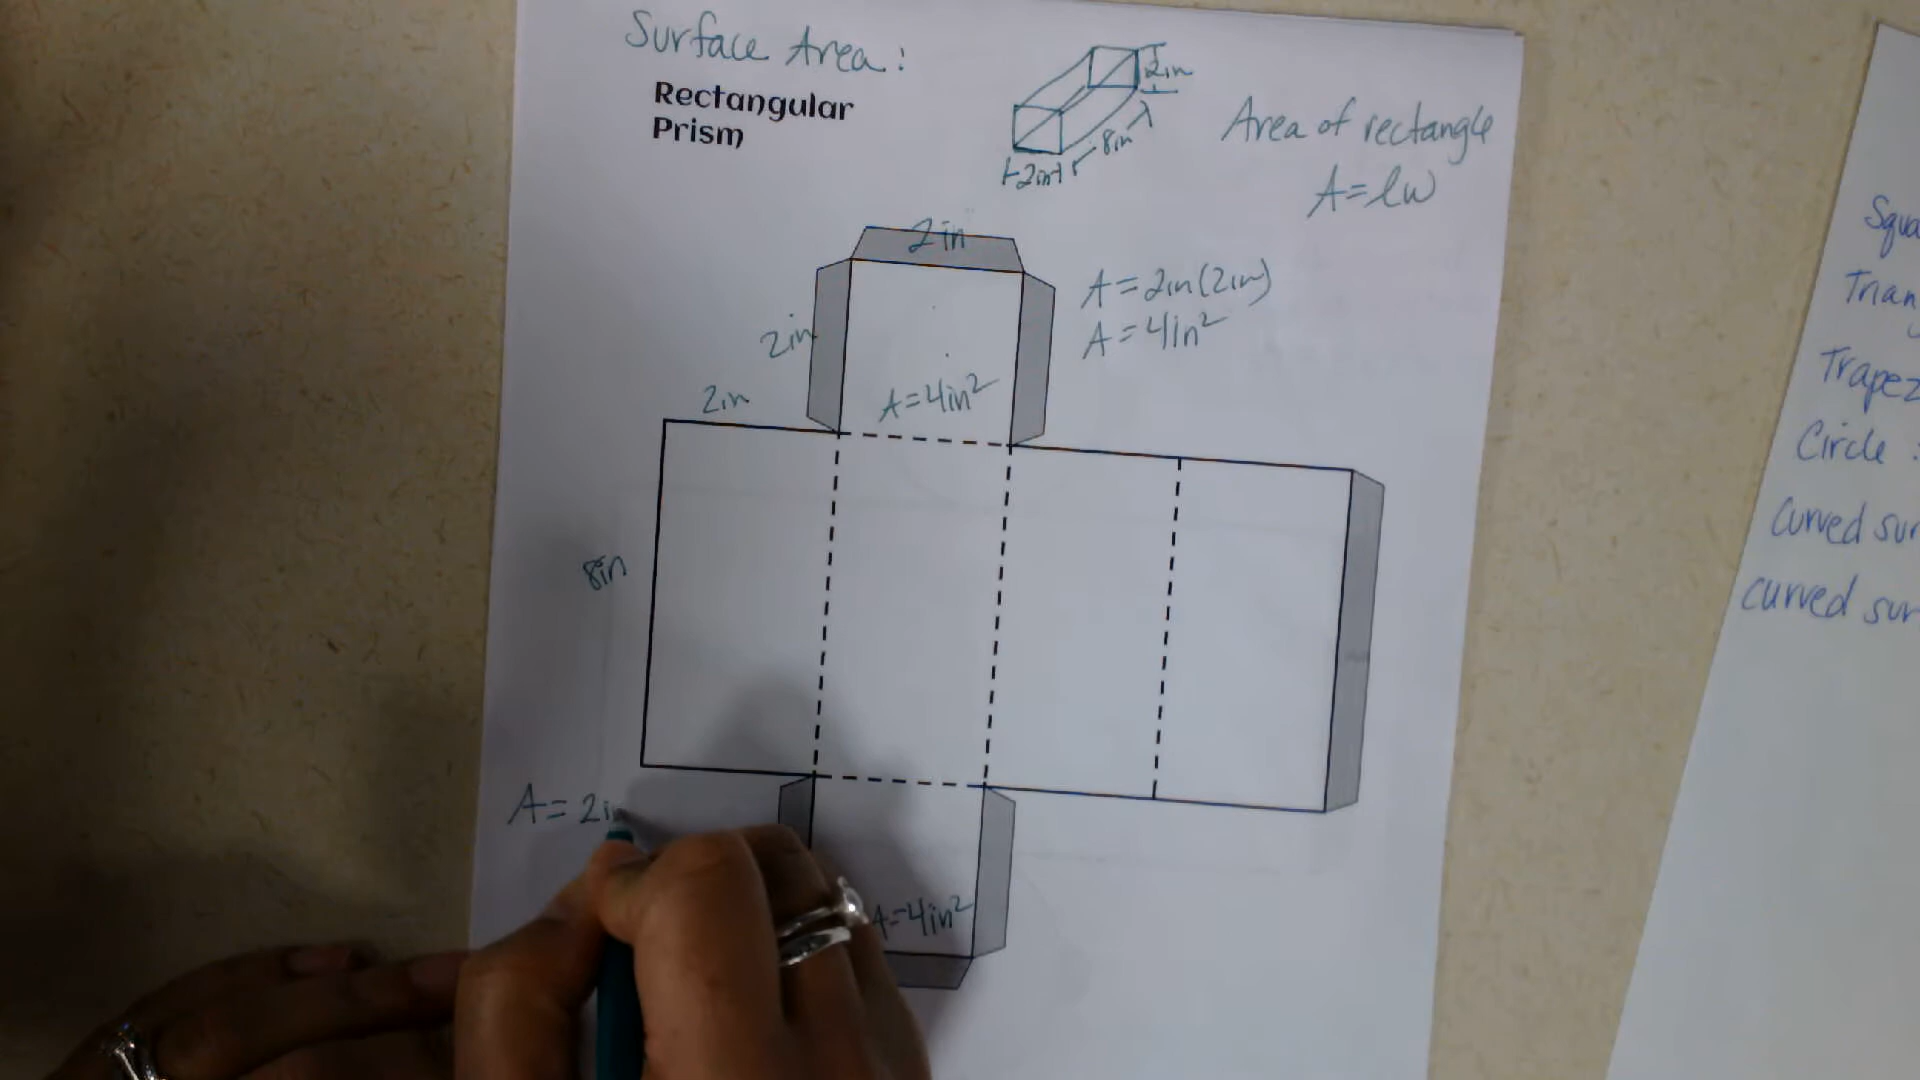 Surface Area:
Rectangular
Prism
2in
8in
2in
Area of rectangle
A=lw
2in
2in
A=2in(2in)
A=4in²
2in
A=4in²
8in
A=2in
A=4in²
Squa
Trian
Trapez
Circle :
Curved sur
curved sur